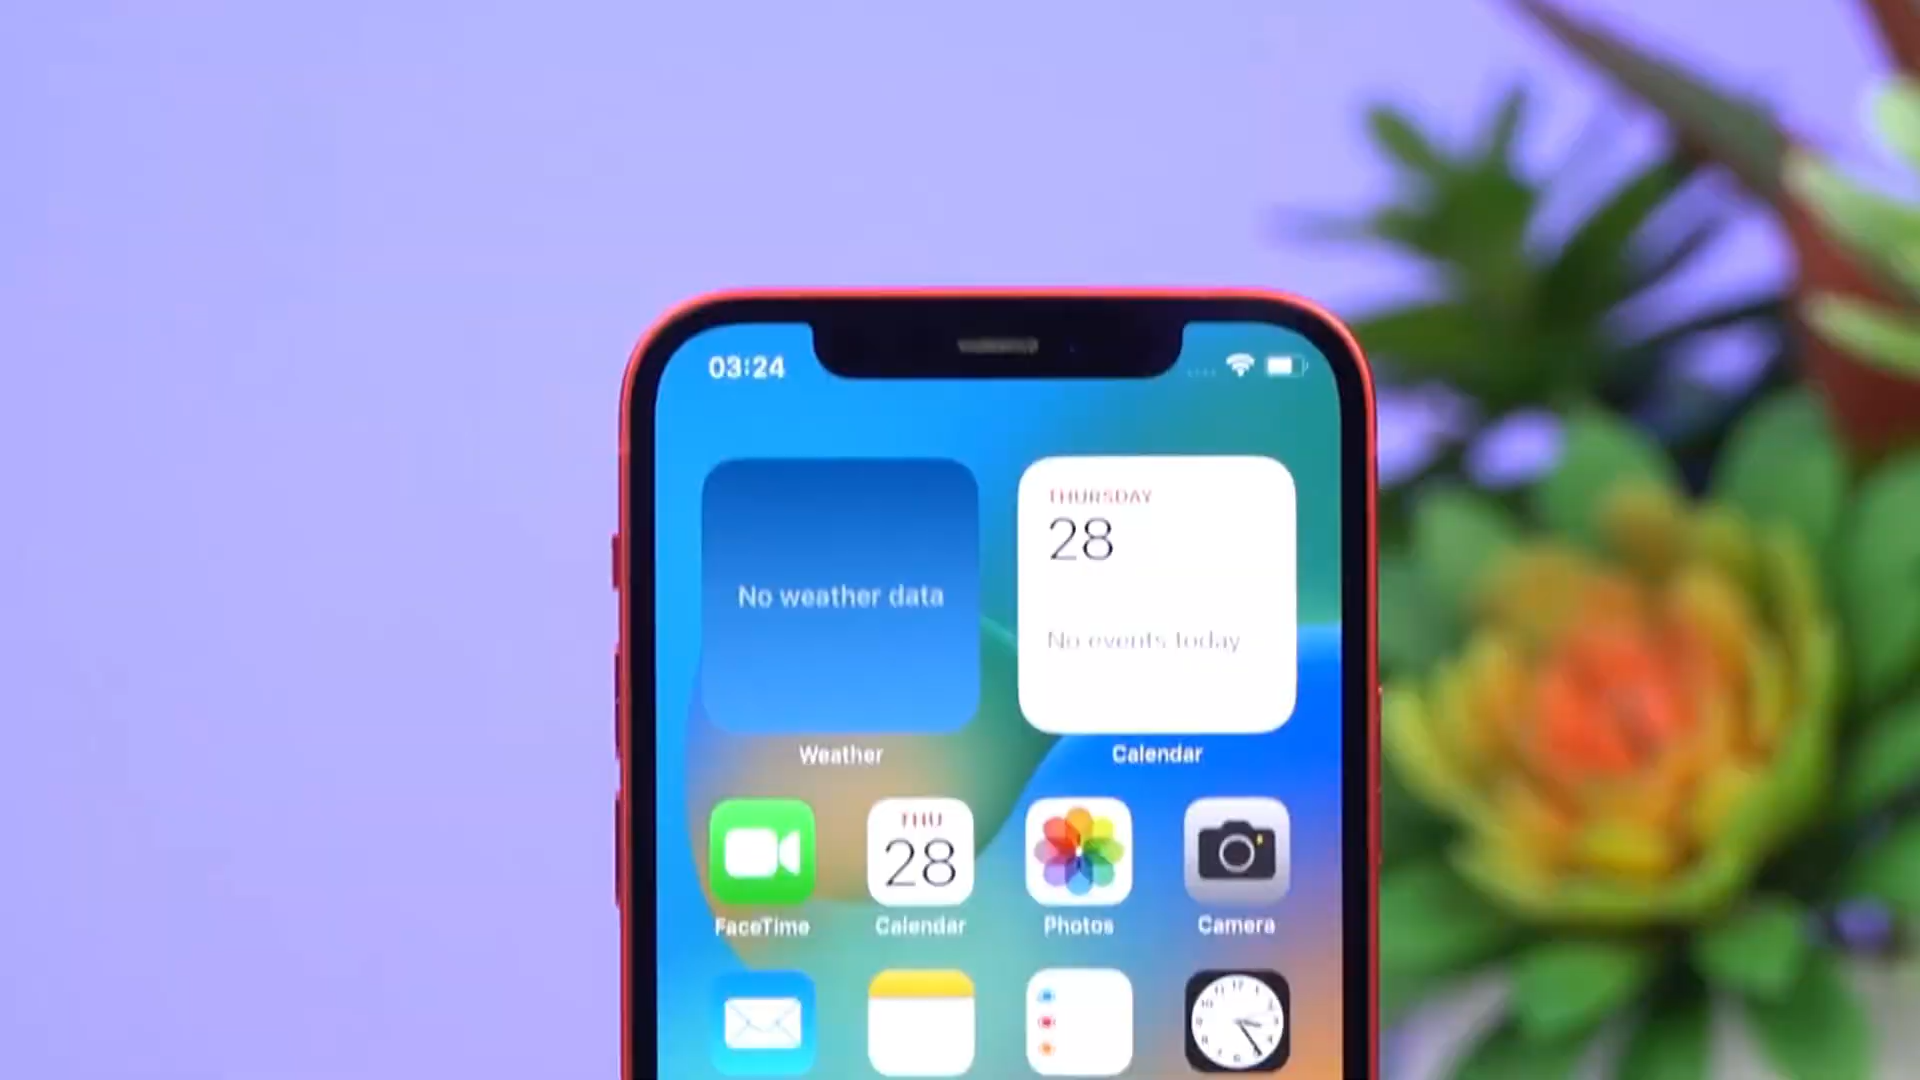 03:24
THURSDAY
28
No events today
No weather data
Weather
Calendar
THU
28
FaceTime
Calendar
Photos
Camera